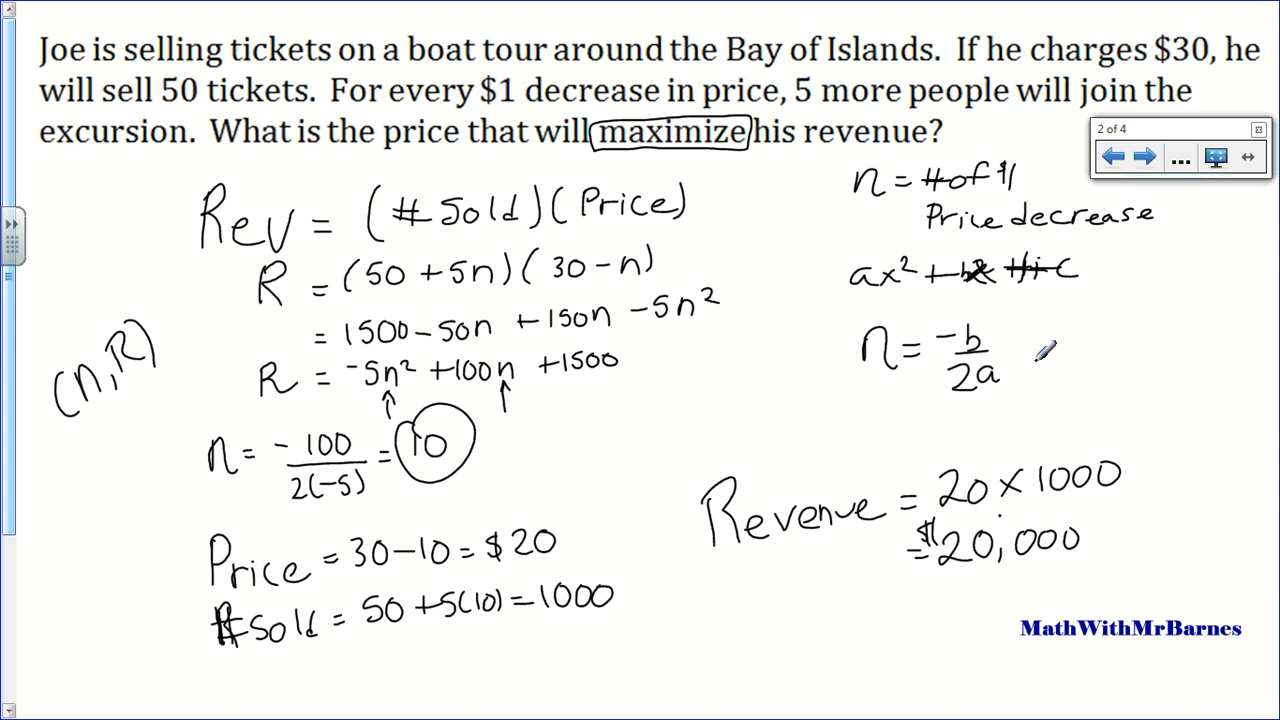 Joe is selling tickets on a boat tour around the Bay of Islands. If he charges $30, he
will sell 50 tickets. For every $1 decrease in price, 5 more people will join the
excursion. What is the price that will maximize his revenue?
2 of 4
...
n = # of $1
Price decrease
ax² + bx + c
n = -b/2a
Rev = (# Sold)(Price)
R = (50 + 5n)(30 - n)
= 1500 - 50n + 150n - 5n²
R = -5n² + 100n + 1500
(n, R)
n = -100/2(-5) = 10
Price = 30 - 10 = $20
# Sold = 50 + 5(10) = 1000
Revenue = 20 × 1000
= $20,000
MathWithMrBarnes